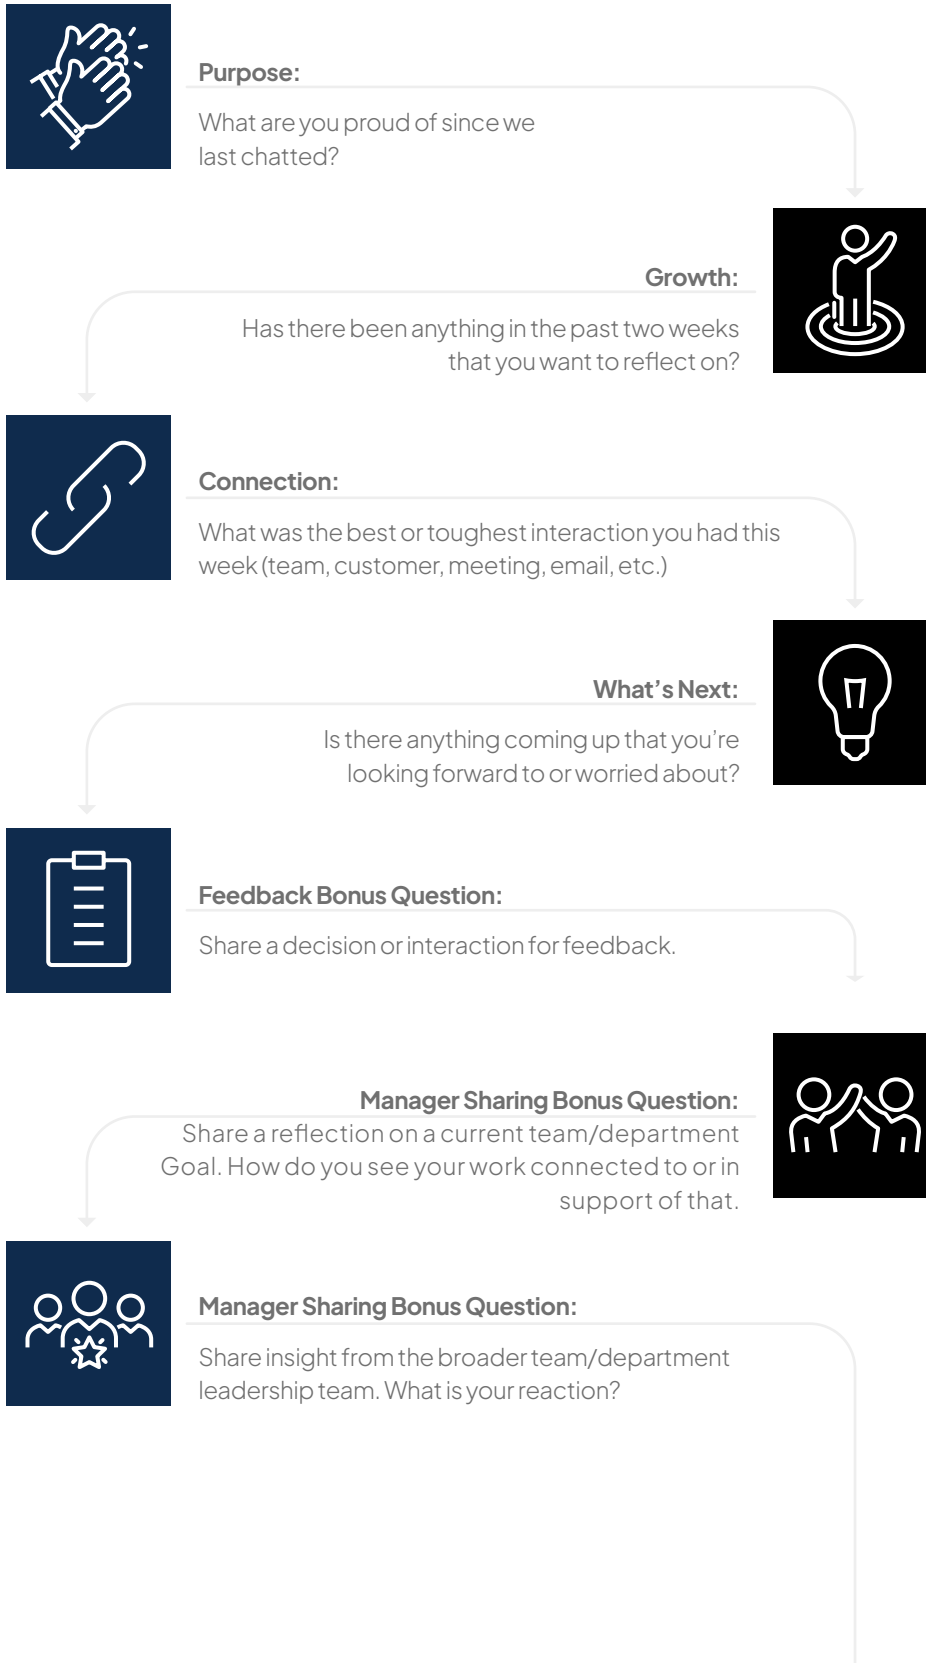 Purpose:
What are you proud of since we
last chatted?
Growth:
Has there been anything in the past two weeks
that you want to reflect on?
Connection:
What was the best or toughest interaction you had this
week (team, customer, meeting, email, etc.)
What’s Next:
Is there anything coming up that you’re
looking forward to or worried about?
Feedback Bonus Question:
Share a decision or interaction for feedback.
Manager Sharing Bonus Question:
Share a reflection on a current team/department
Goal. How do you see your work connected to or in
support of that.
Manager Sharing Bonus Question:
Share insight from the broader team/department
leadership team. What is your reaction?